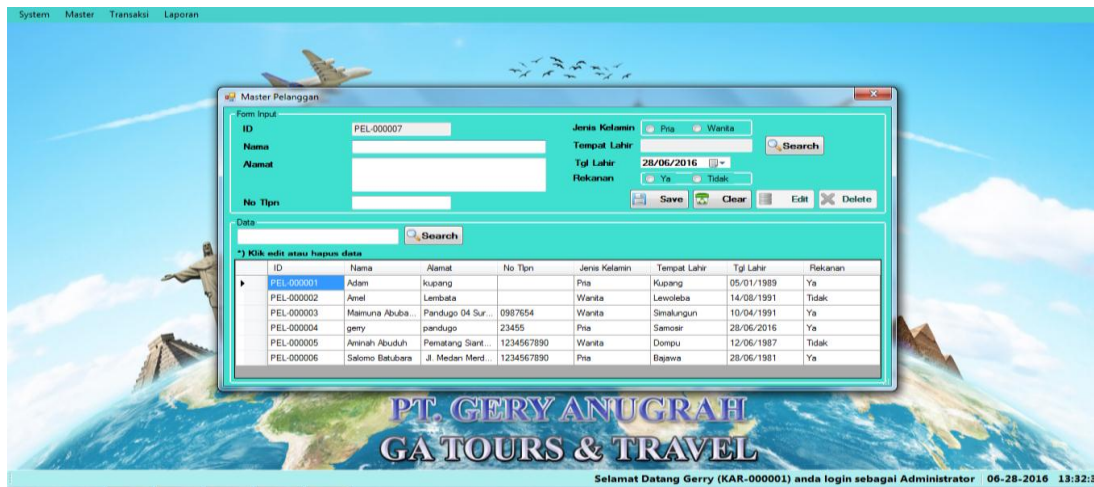 System Master Transaksi Laporan
Master Pelanggan
Form Input
ID PEL-000007
Nama
Alamat
No Tlpn
Jenis Kelamin Pria Wanita
Tempat Lahir Search
Tgl Lahir 28/06/2016
Rekanan Ya Tidak
Save Clear Edit Delete
Data
Search
*) Klik edit atau hapus data
ID Nama Alamat No Tlpn Jenis Kelamin Tempat Lahir Tgl Lahir Rekanan
PEL-000001 Adam kupang Pria Kupang 05/01/1989 Ya
PEL-000002 Amel Lembata Wanita Lewoleba 14/08/1991 Tidak
PEL-000003 Maimuna Abuba... Pandugo 04 Sur... 0987654 Wanita Simalungun 10/04/1991 Ya
PEL-000004 gerry pandugo 23455 Pria Samosir 28/06/2016 Ya
PEL-000005 Aminah Abuduh Pematang Siant... 1234567890 Wanita Dompu 12/06/1987 Tidak
PEL-000006 Salomo Batubara Jl. Medan Merd... 1234567890 Pria Bajawa 28/06/1981 Ya
PT. GERY ANUGRAH
GA TOURS & TRAVEL
Selamat Datang Gerry (KAR-000001) anda login sebagai Administrator 06-28-2016 13:32:3